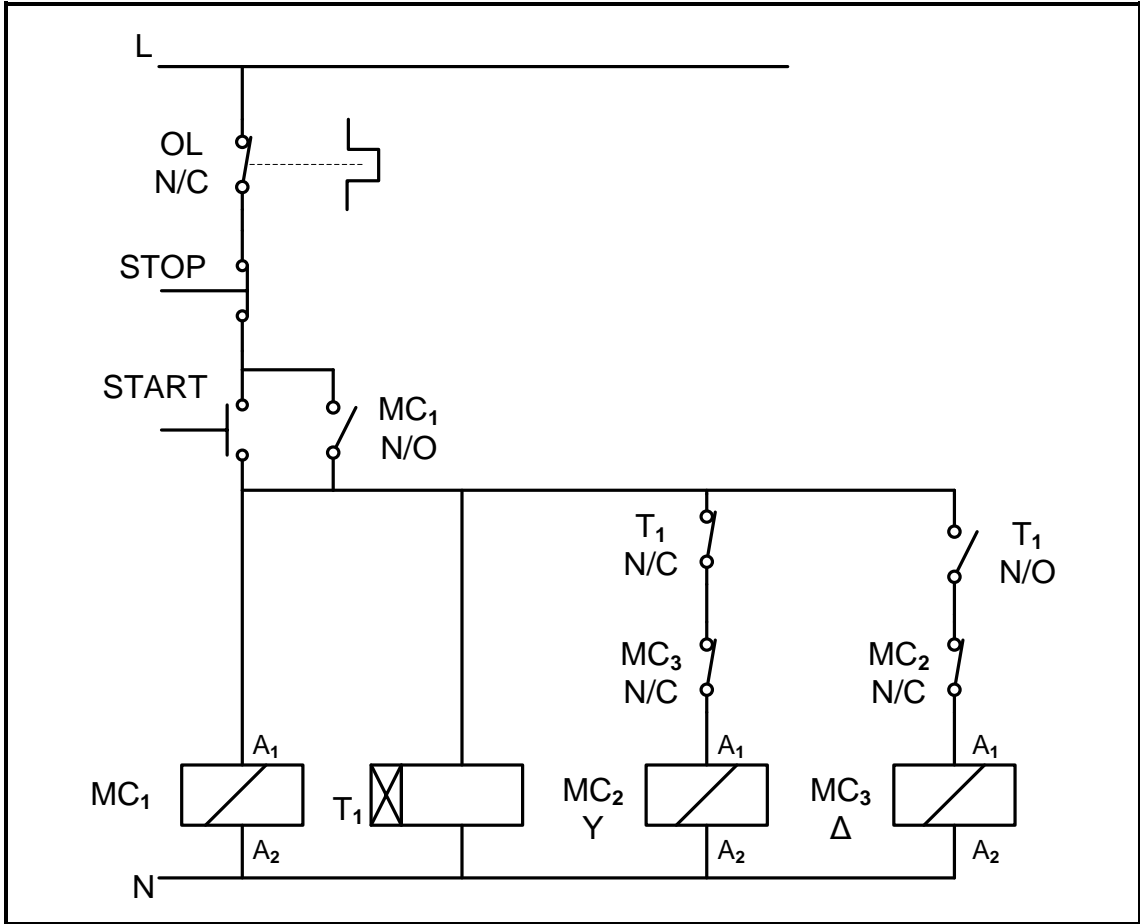 L
OL
N/C
STOP
START
MC₁
N/O
T₁
N/C
T₁
N/O
MC₃
N/C
MC₂
N/C
A₁
A₁
A₁
MC₁
T₁
MC₂
Y
MC₃
Δ
A₂
A₂
A₂
N